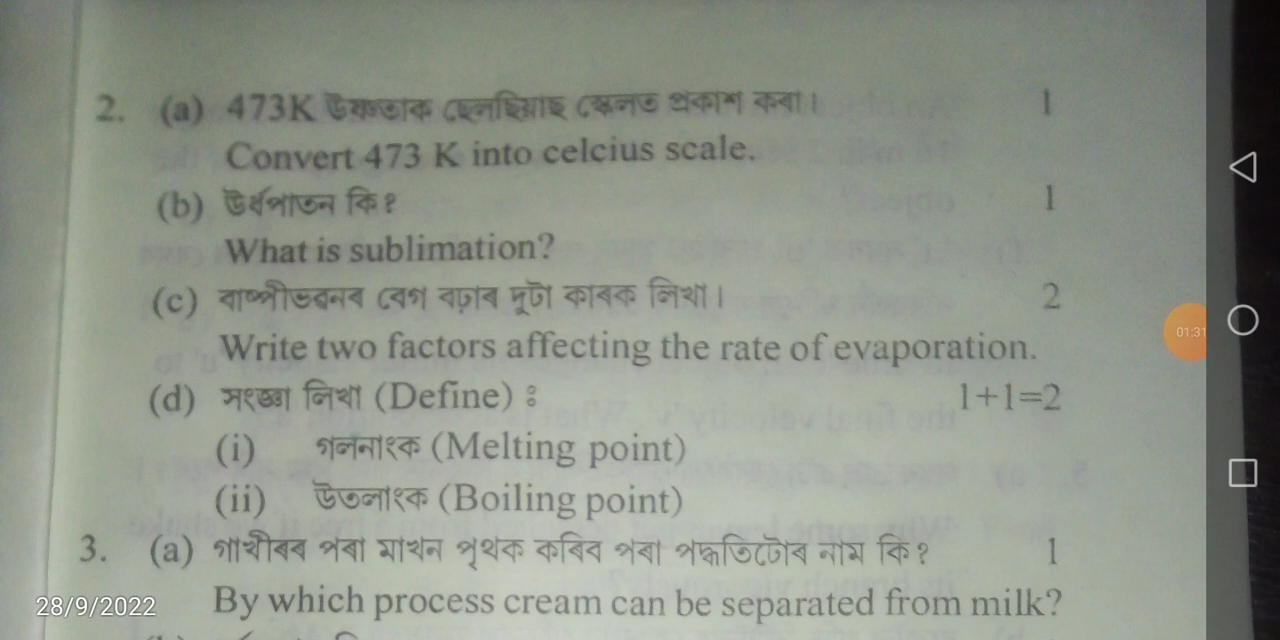 2. (a) 473K উষ্ণতাক ছেলছিয়াছ স্কেলত প্ৰকাশ কৰা। 1
Convert 473 K into celcius scale.
(b) উৰ্ধপাতন কি? 1
What is sublimation?
(c) বাষ্পীভৱনৰ বেগ বঢ়াৰ দুটা কাৰক লিখা। 2
Write two factors affecting the rate of evaporation.
(d) সংজ্ঞা লিখা (Define) : 1+1=2
(i) গলনাংক (Melting point)
(ii) উতলাংক (Boiling point)
3. (a) গাখীৰৰ পৰা মাখন পৃথক কৰিব পৰা পদ্ধতিটোৰ নাম কি? 1
By which process cream can be separated from milk?
28/9/2022
01:31